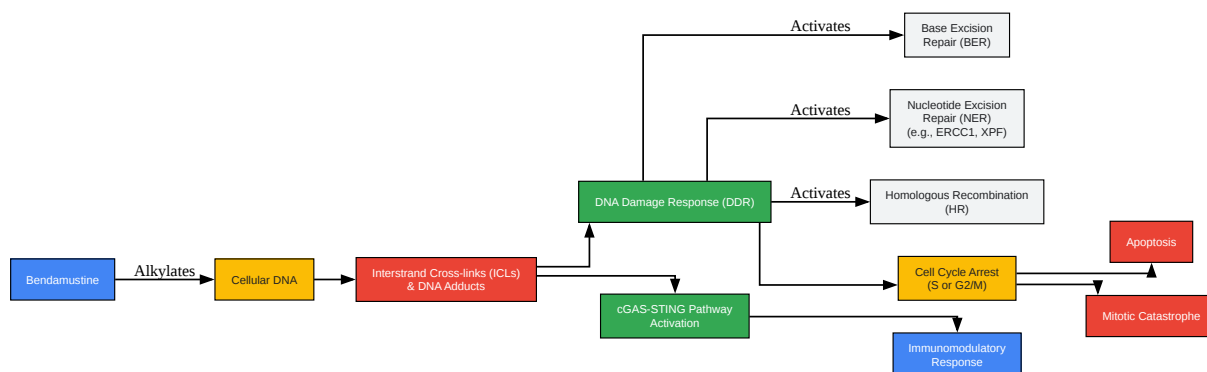 Activates
Base Excision
Repair (BER)
Activates
Nucleotide Excision
Repair (NER)
(e.g., ERCC1, XPF)
DNA Damage Response (DDR)
Activates
Homologous Recombination
(HR)
Bendamustine
Alkylates
Cellular DNA
Interstrand Cross-links (ICLs)
& DNA Adducts
cGAS-STING Pathway
Activation
Immunomodulatory
Response
Cell Cycle Arrest
(S or G2/M)
Apoptosis
Mitotic Catastrophe